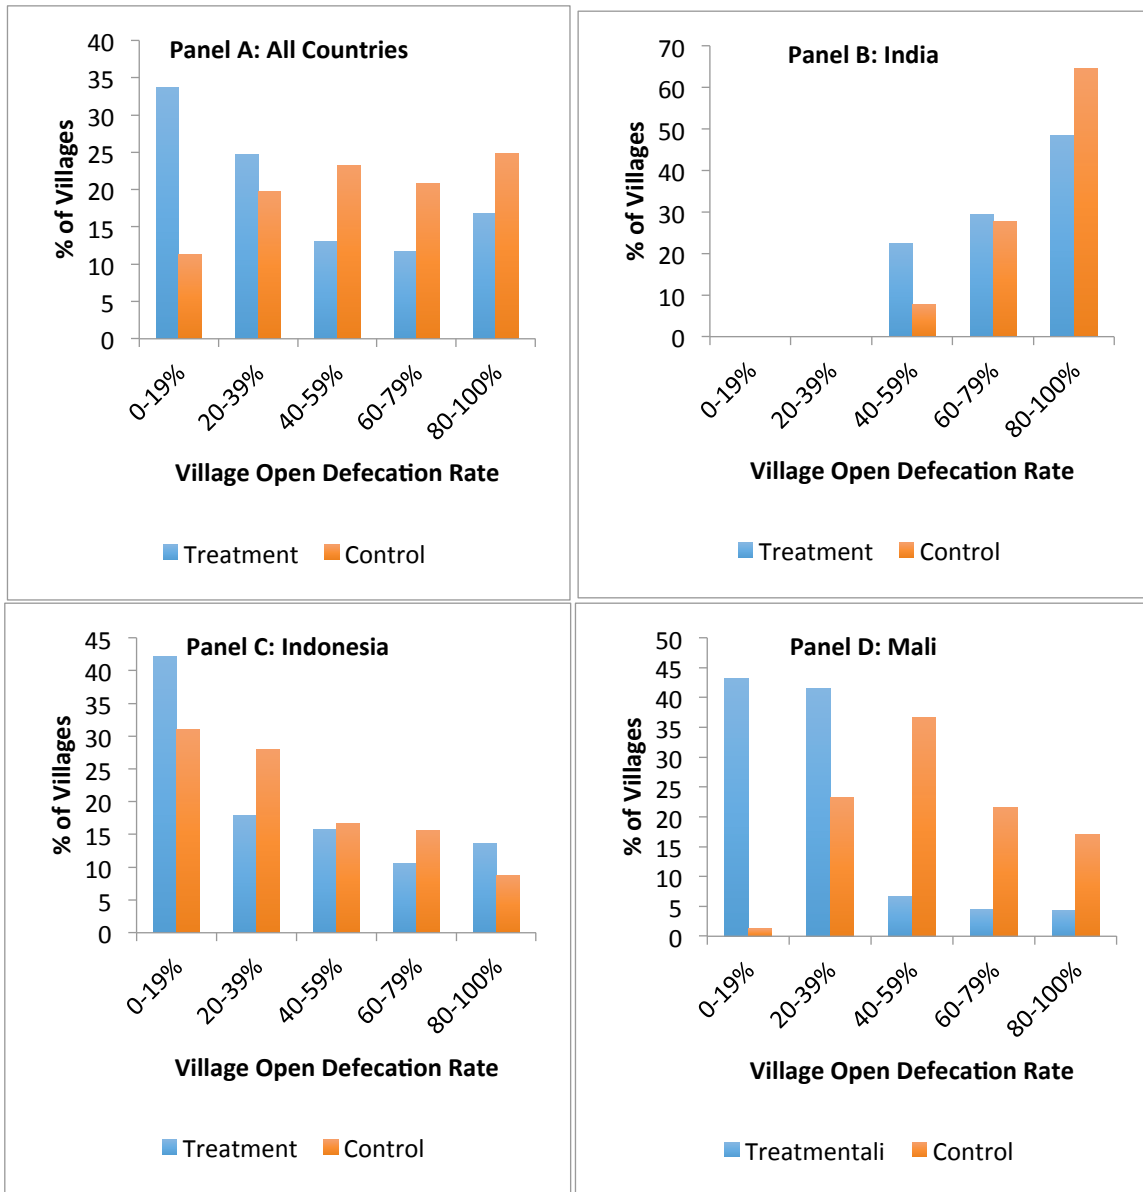 Panel A: All Countries
% of Villages
40
35
30
25
20
15
10
5
0
0-19%
20-39%
40-59%
60-79%
80-100%
Village Open Defecation Rate
Treatment
Control
Panel B: India
% of Villages
70
60
50
40
30
20
10
0
0-19%
20-39%
40-59%
60-79%
80-100%
Village Open Defecation Rate
Treatment
Control
Panel C: Indonesia
% of Villages
45
40
35
30
25
20
15
10
5
0
0-19%
20-39%
40-59%
60-79%
80-100%
Village Open Defecation Rate
Treatment
Control
Panel D: Mali
% of Villages
50
45
40
35
30
25
20
15
10
5
0
0-19%
20-39%
40-59%
60-79%
80-100%
Village Open Defecation Rate
Treatmentali
Control